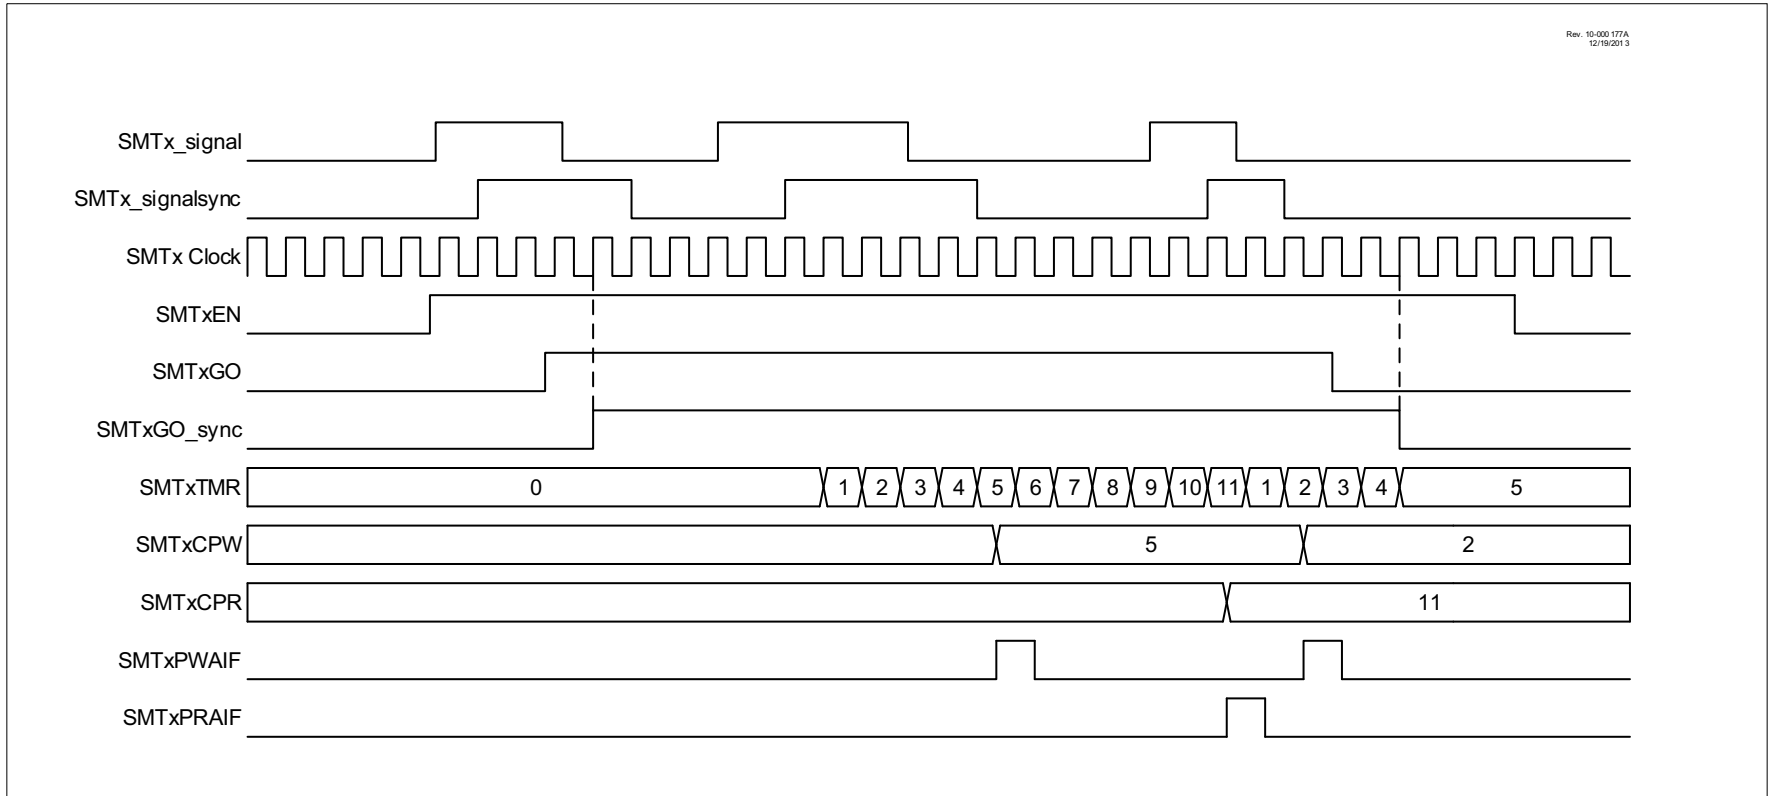 Rev. 10-000 177A
12/19/201 3
SMTx_signal
SMTx_signalsync
SMTx Clock
SMTxEN
SMTxGO
SMTxGO_sync
SMTxTMR 0 1 2 3 4 5 6 7 8 9 10 11 1 2 3 4 5
SMTxCPW 5 2
SMTxCPR 11
SMTxPWAIF
SMTxPRAIF